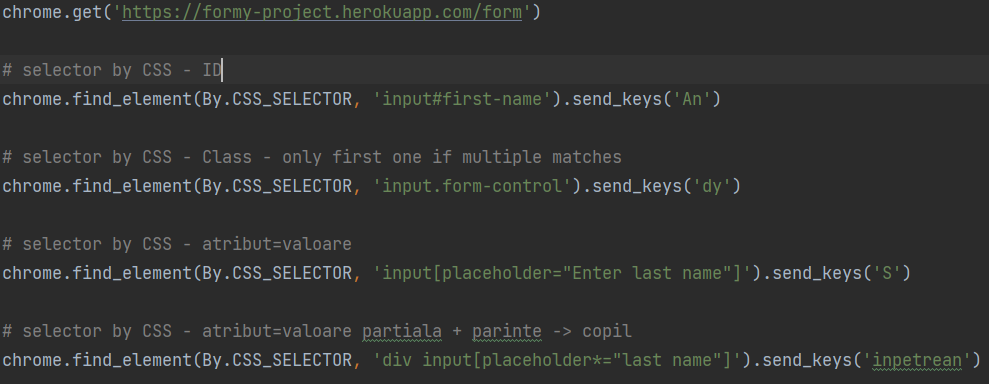 chrome.get('https://formy-project.herokuapp.com/form')
# selector by CSS - ID
chrome.find_element(By.CSS_SELECTOR, 'input#first-name').send_keys('An')
# selector by CSS - Class - only first one if multiple matches
chrome.find_element(By.CSS_SELECTOR, 'input.form-control').send_keys('dy')
# selector by CSS - atribut=valoare
chrome.find_element(By.CSS_SELECTOR, 'input[placeholder="Enter last name"]').send_keys('S')
# selector by CSS - atribut=valoare partiala + parinte -> copil
chrome.find_element(By.CSS_SELECTOR, 'div input[placeholder*="last name"]').send_keys('inpetrean')